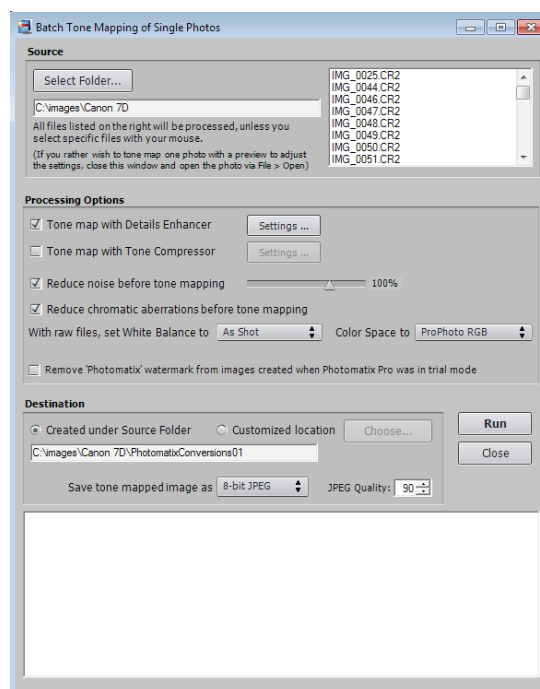 Batch Tone Mapping of Single Photos
Source
Select Folder...
C:\images\Canon 7D
All files listed on the right will be processed, unless you
select specific files with your mouse.
(If you rather wish to tone map one photo with a preview to adjust
the settings, close this window and open the photo via File > Open)
IMG_0025.CR2
IMG_0044.CR2
IMG_0046.CR2
IMG_0047.CR2
IMG_0048.CR2
IMG_0049.CR2
IMG_0050.CR2
IMG_0051.CR2
Processing Options
Tone map with Details Enhancer Settings ...
Tone map with Tone Compressor Settings ...
Reduce noise before tone mapping 100%
Reduce chromatic aberrations before tone mapping
With raw files, set White Balance to As Shot Color Space to ProPhoto RGB
Remove 'Photomatix' watermark from images created when Photomatix Pro was in trial mode
Destination
Created under Source Folder Customized location Choose...
C:\images\Canon 7D\PhotomatixConversions01
Save tone mapped image as 8-bit JPEG JPEG Quality: 90
Run
Close